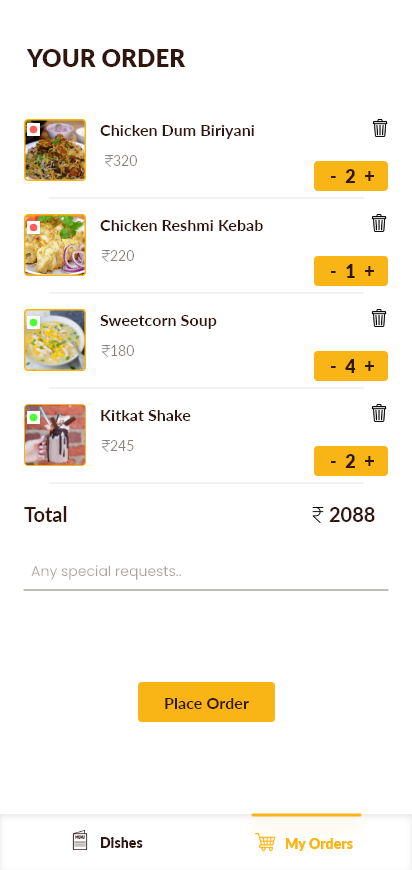 YOUR ORDER
Chicken Dum Biriyani
₹320
- 2 +
Chicken Reshmi Kebab
₹220
- 1 +
Sweetcorn Soup
₹180
- 4 +
Kitkat Shake
₹245
- 2 +
Total ₹ 2088
Any special requests..
Place Order
MENU
Dishes My Orders